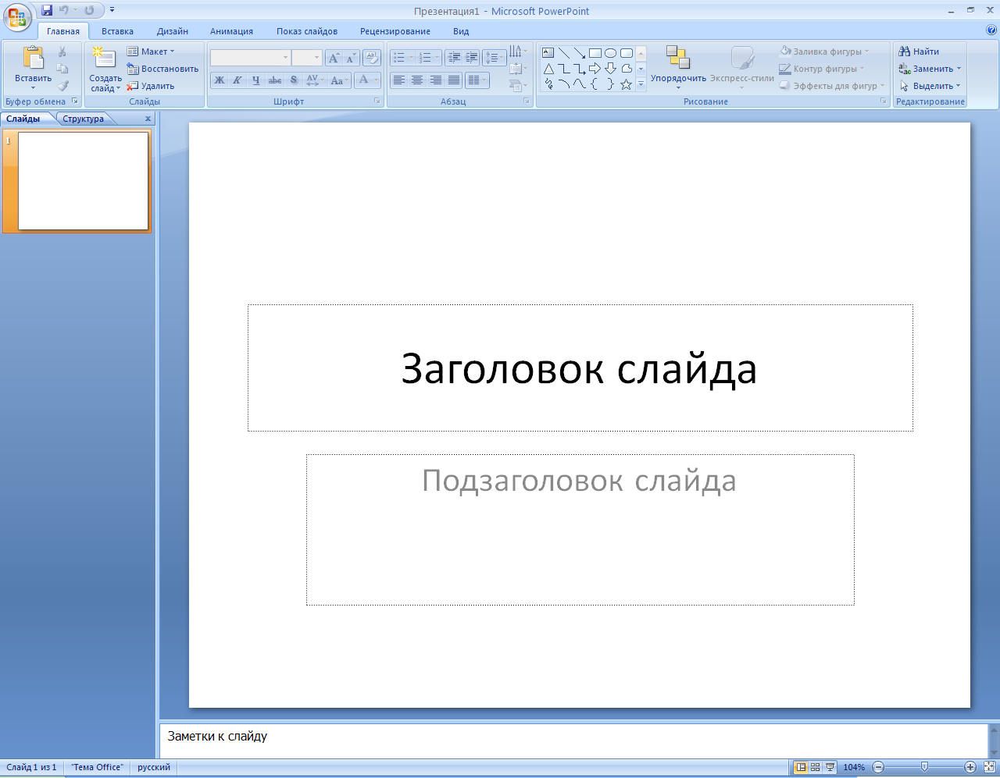 Презентация1 - Microsoft PowerPoint
Главная Вставка Дизайн Анимация Показ слайдов Рецензирование Вид
Вставить
Буфер обмена
Создать слайд
Макет
Восстановить
Удалить
Слайды
Ж К Ч abc S AV Aa A
Шрифт
Абзац
Упорядочить
Экспресс-стили
Заливка фигуры
Контур фигуры
Эффекты для фигур
Рисование
Найти
Заменить
Выделить
Редактирование
Слайды Структура x
1
Заголовок слайда
Подзаголовок слайда
Заметки к слайду
Слайд 1 из 1 "Тема Office" русский 104%